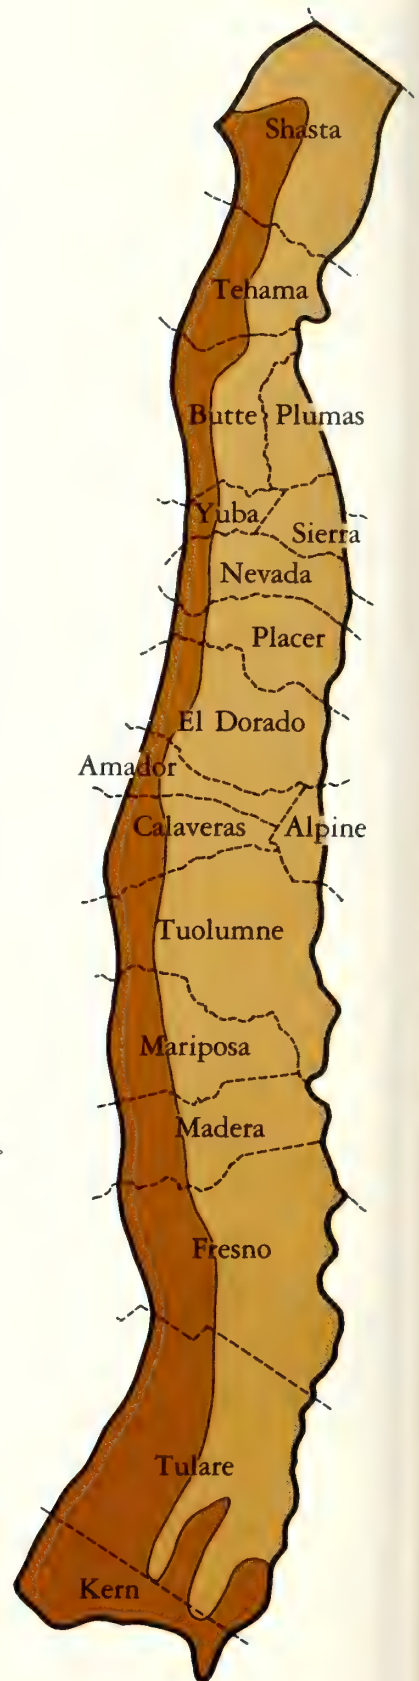 Shasta
Tehama
Butte
Plumas
Yuba
Sierra
Nevada
Placer
El Dorado
Amador
Calaveras
Alpine
Tuolumne
Mariposa
Madera
Fresno
Tulare
Kern